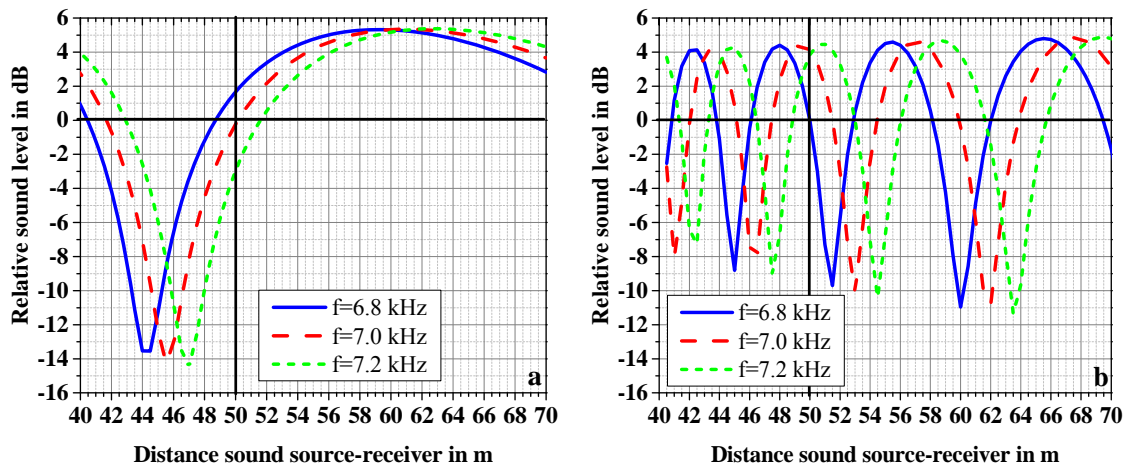 6
4
2
0
-2
-4
-6
-8
-10
-12
-14
-16
40 42 44 46 48 50 52 54 56 58 60 62 64 66 68 70
Relative sound level in dB
Distance sound source-receiver in m
f=6.8 kHz
f=7.0 kHz
f=7.2 kHz
a
6
4
2
0
-2
-4
-6
-8
-10
-12
-14
-16
40 42 44 46 48 50 52 54 56 58 60 62 64 66 68 70
Relative sound level in dB
Distance sound source-receiver in m
f=6.8 kHz
f=7.0 kHz
f=7.2 kHz
b